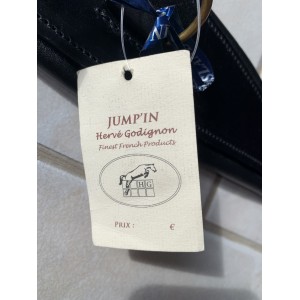 JUMP'IN
Hervé Godignon
Finest French Products
HG
PRIX : €